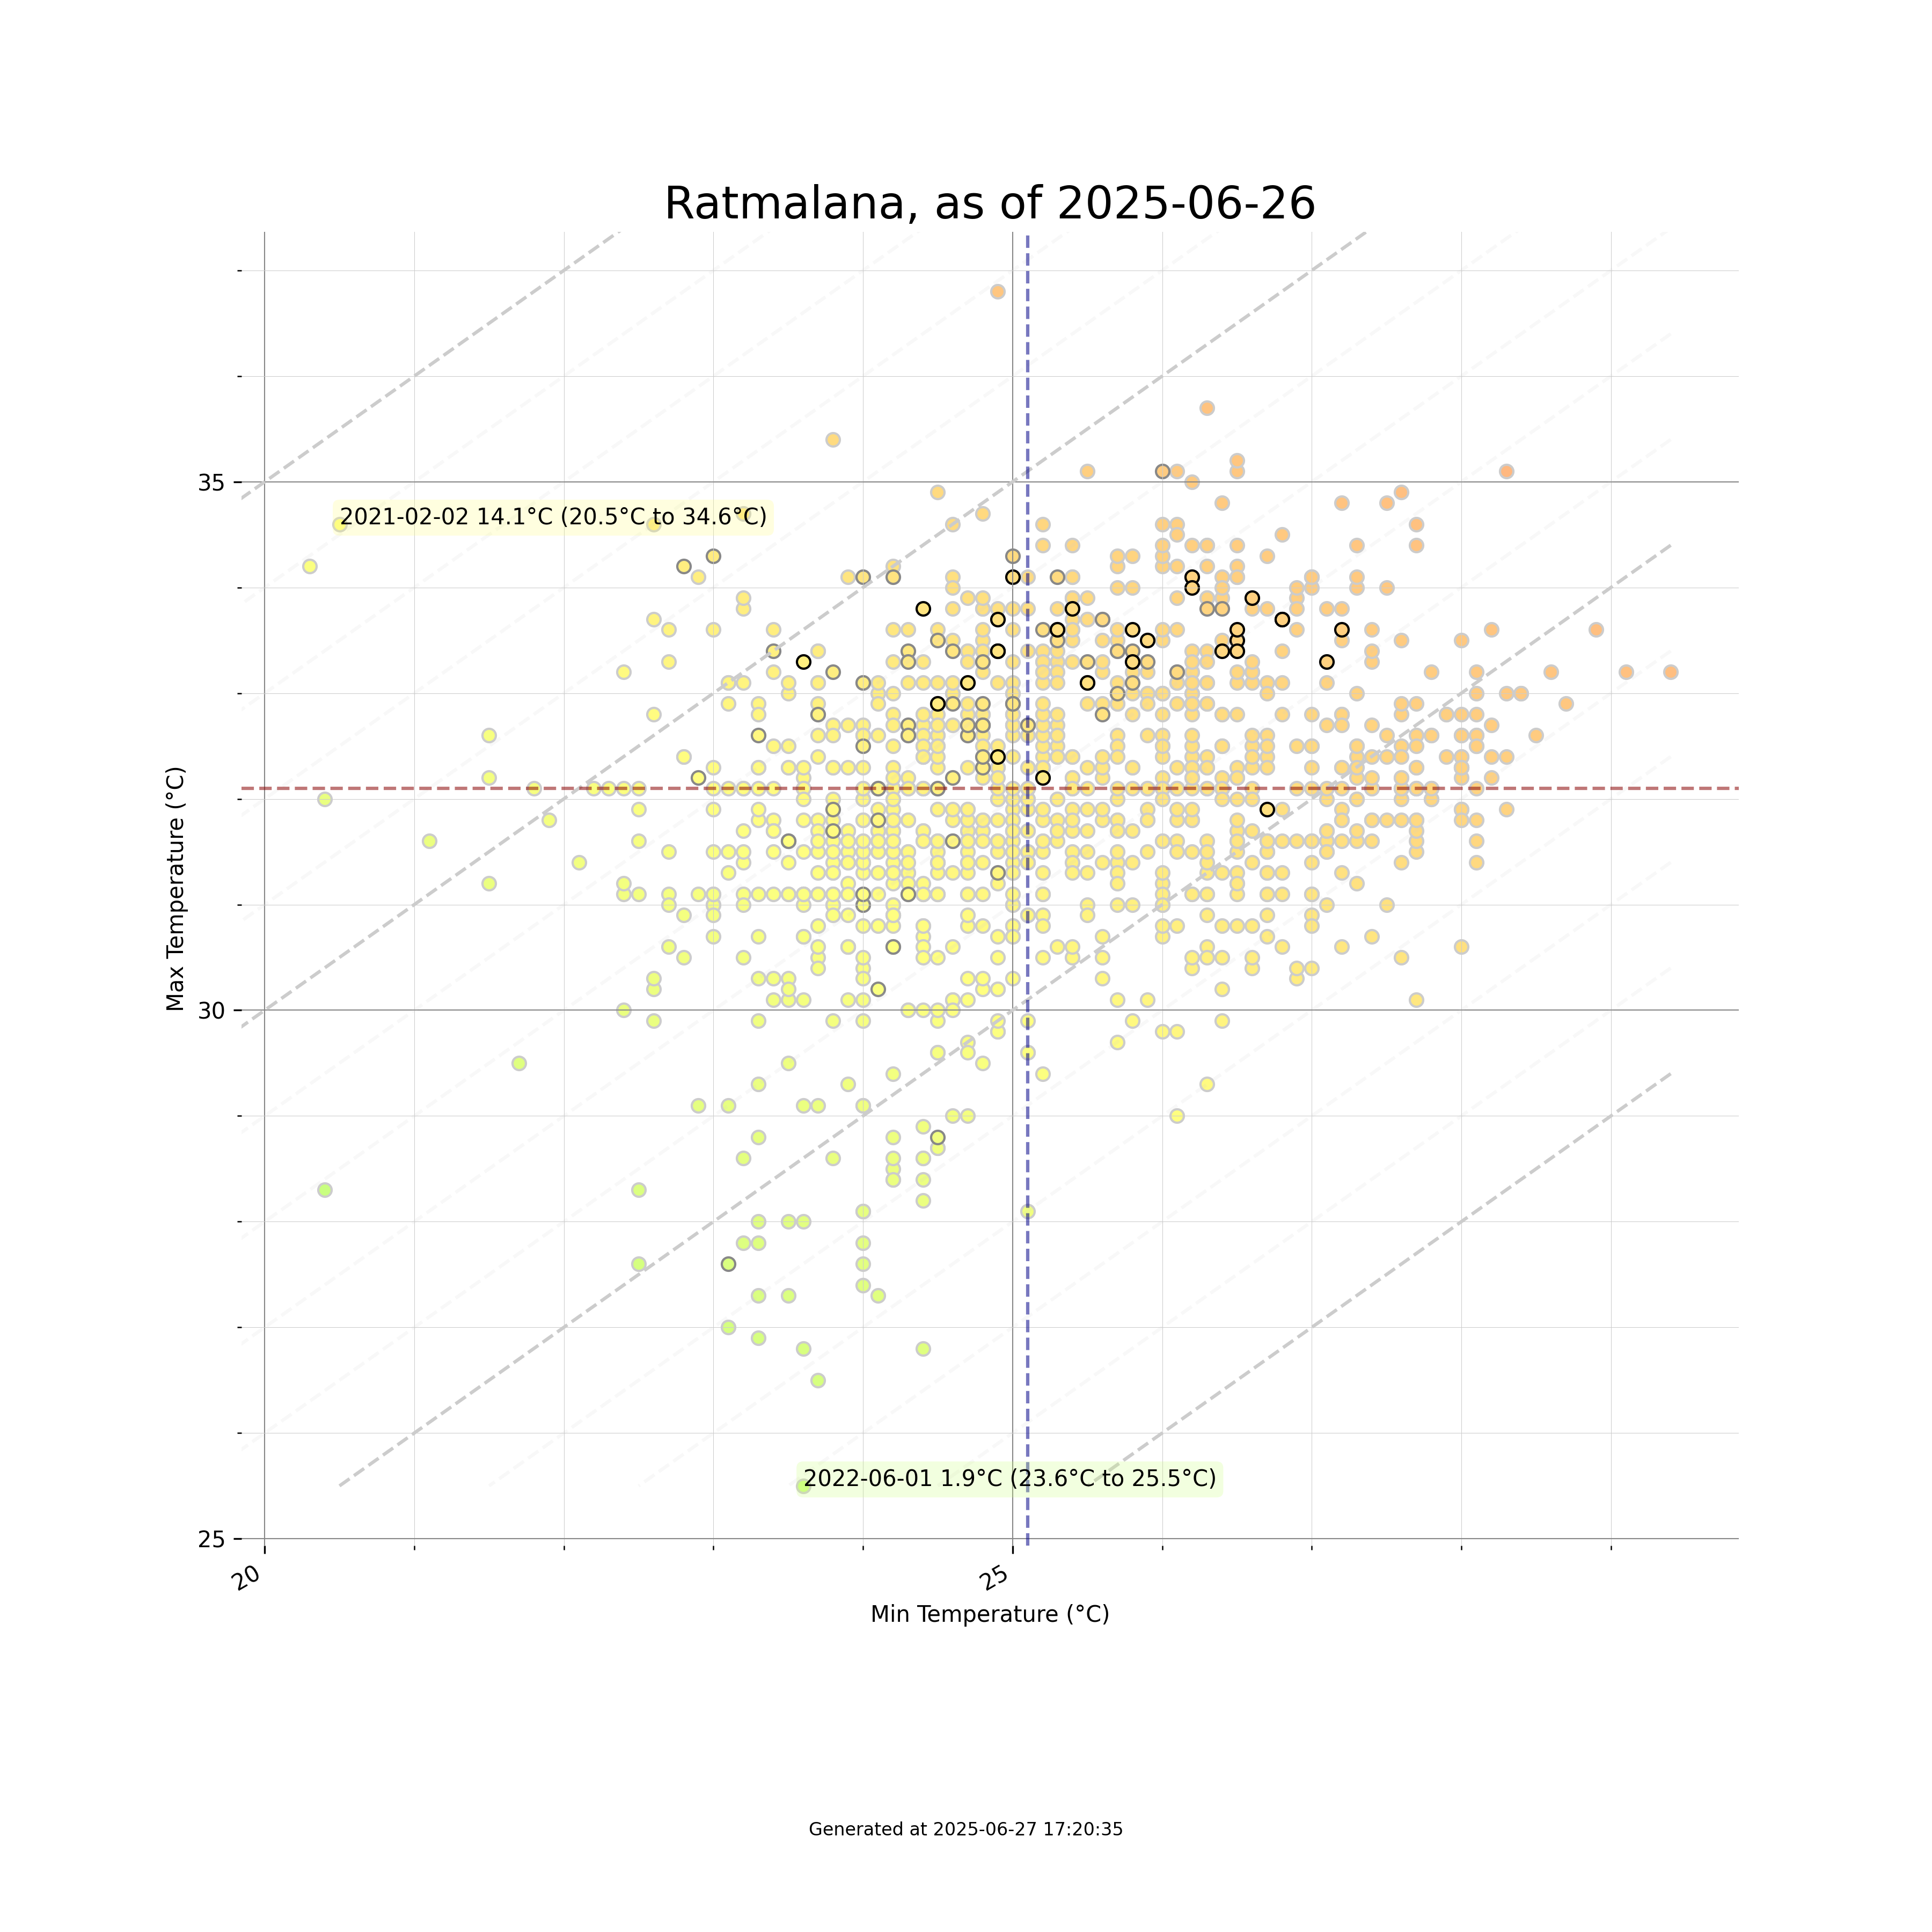 Ratmalana, as of 2025-06-26
35
2021-02-02 14.1°C (20.5°C to 34.6°C)
Max Temperature (°C)
30
2022-06-01 1.9°C (23.6°C to 25.5°C)
25
20
25
Min Temperature (°C)
Generated at 2025-06-27 17:20:35